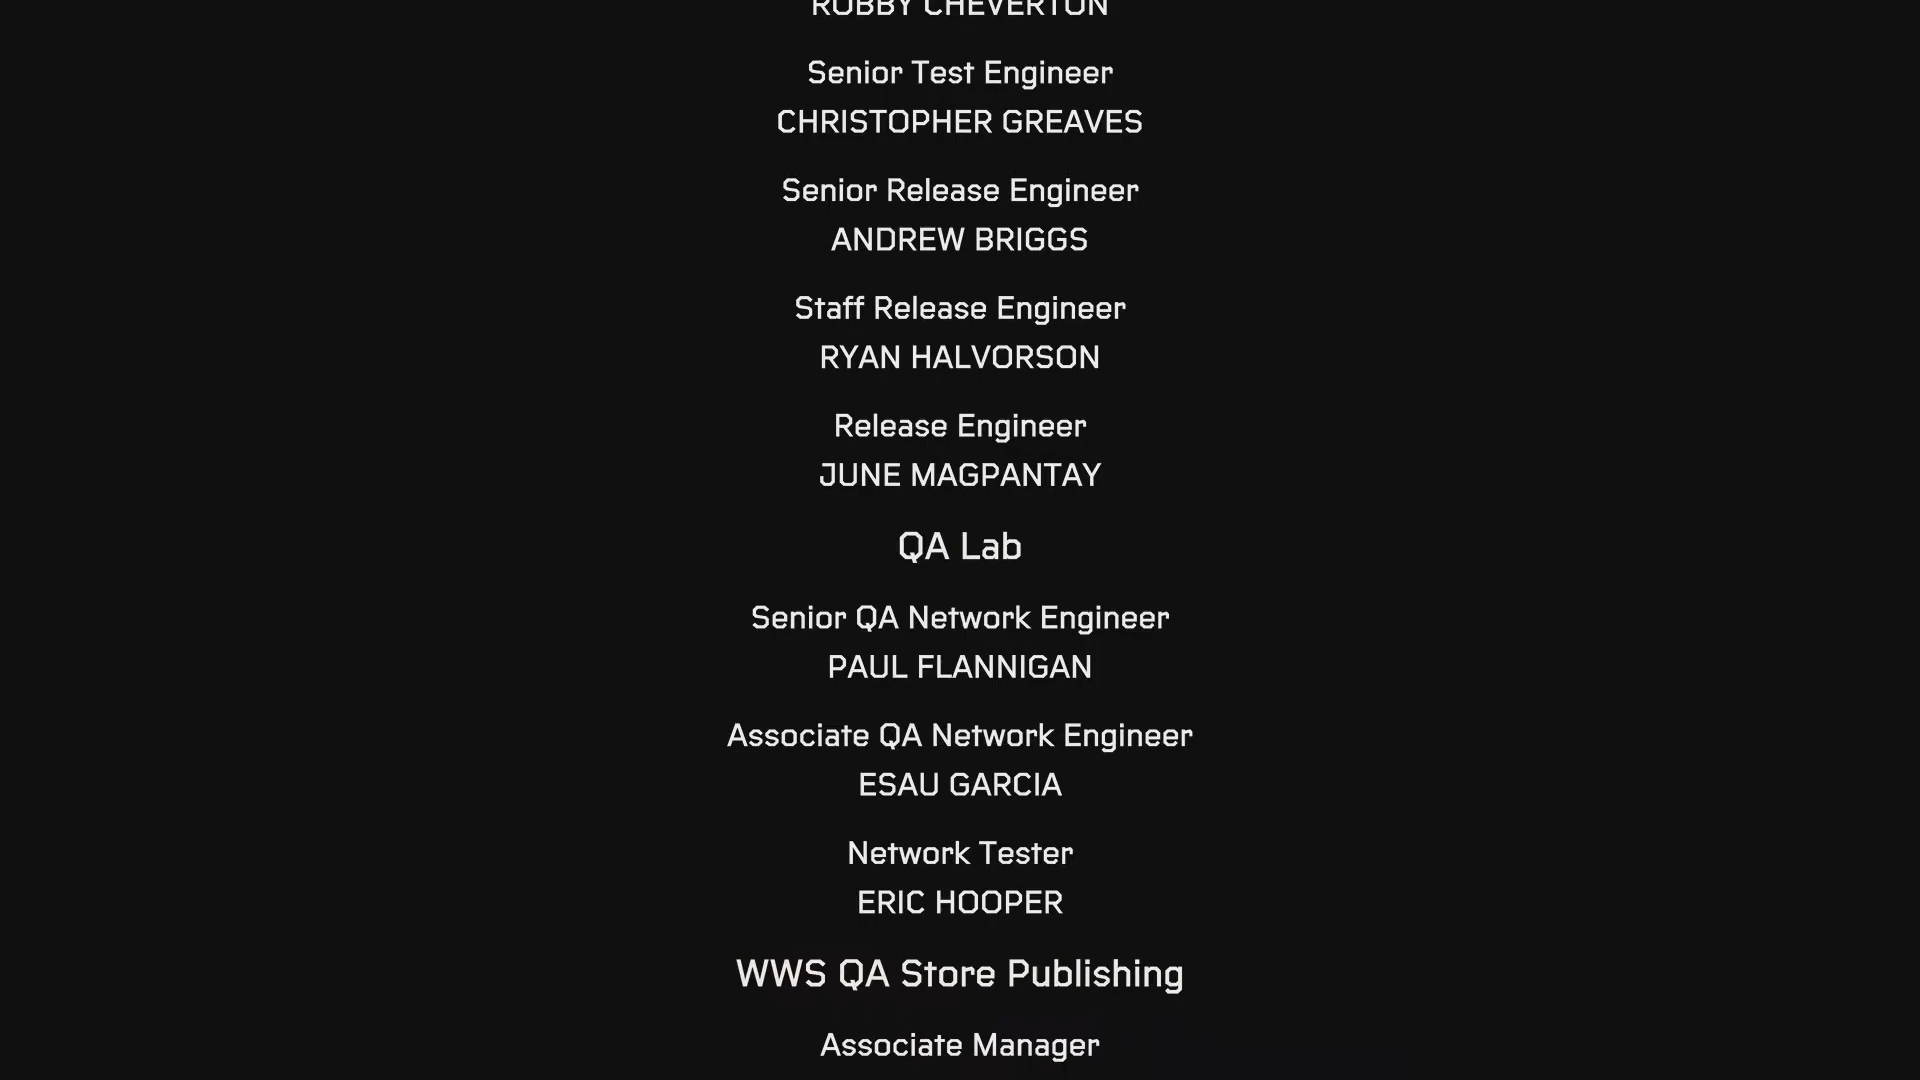 ROBBY CHEVERTON
Senior Test Engineer
CHRISTOPHER GREAVES
Senior Release Engineer
ANDREW BRIGGS
Staff Release Engineer
RYAN HALVORSON
Release Engineer
JUNE MAGPANTAY
QA Lab
Senior QA Network Engineer
PAUL FLANNIGAN
Associate QA Network Engineer
ESAU GARCIA
Network Tester
ERIC HOOPER
WWS QA Store Publishing
Associate Manager